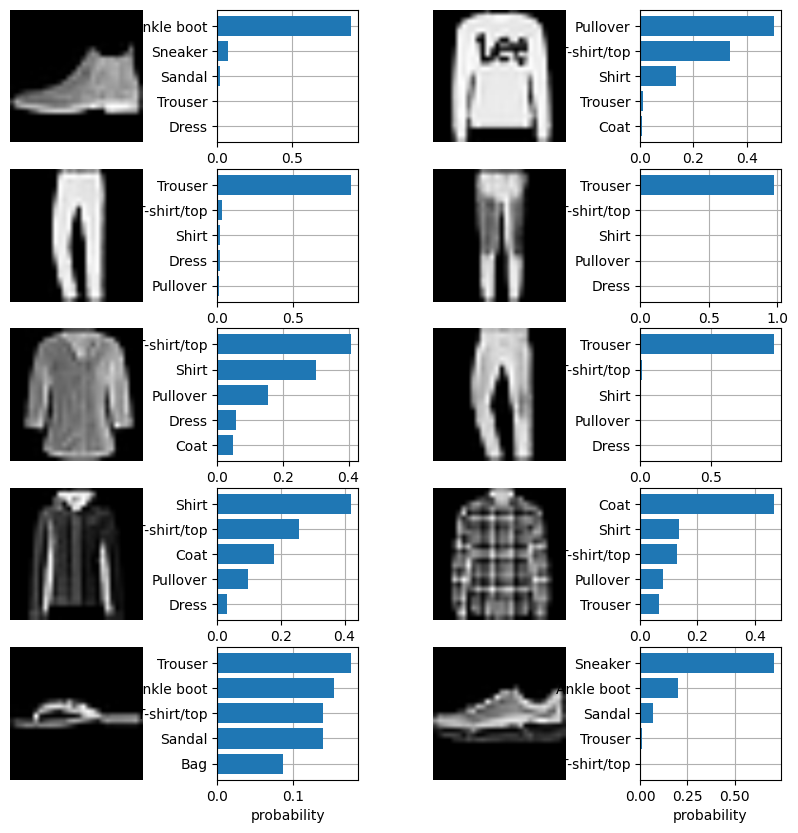 nkle boot
Sneaker
Sandal
Trouser
Dress
0.0 0.5
Lee
Pullover
T-shirt/top
Shirt
Trouser
Coat
0.0 0.2 0.4
Trouser
T-shirt/top
Shirt
Dress
Pullover
0.0 0.5
Trouser
T-shirt/top
Shirt
Pullover
Dress
0.0 0.5 1.0
T-shirt/top
Shirt
Pullover
Dress
Coat
0.0 0.2 0.4
Trouser
T-shirt/top
Shirt
Pullover
Dress
0.0 0.5
Shirt
T-shirt/top
Coat
Pullover
Dress
0.0 0.2 0.4
Coat
Shirt
T-shirt/top
Pullover
Trouser
0.0 0.2 0.4
Trouser
nkle boot
T-shirt/top
Sandal
Bag
0.0 0.1
probability
Sneaker
Ankle boot
Sandal
Trouser
T-shirt/top
0.00 0.25 0.50
probability